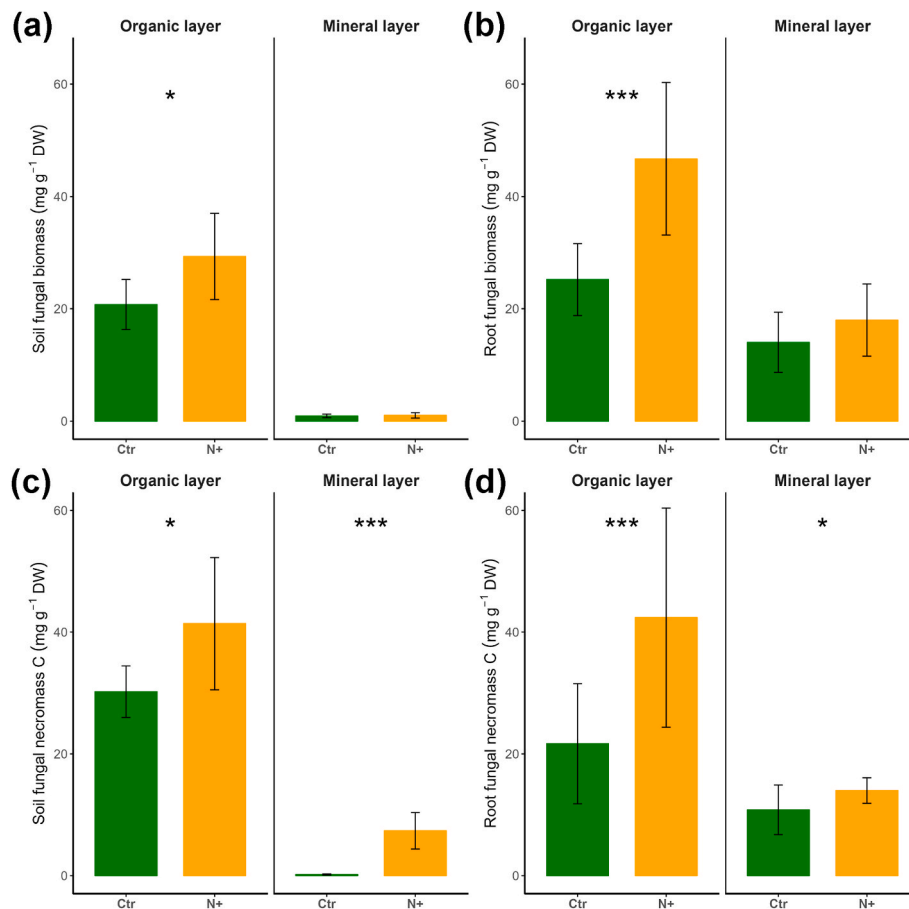 (a)
Organic layer
Mineral layer
Soil fungal biomass (mg g⁻¹ DW)
60
40
20
0
*
Ctr
N+
Ctr
N+
(b)
Organic layer
Mineral layer
Root fungal biomass (mg g⁻¹ DW)
60
40
20
0
***
Ctr
N+
Ctr
N+
(c)
Organic layer
Mineral layer
Soil fungal necromass C (mg g⁻¹ DW)
60
40
20
0
*
***
Ctr
N+
Ctr
N+
(d)
Organic layer
Mineral layer
Root fungal necromass C (mg g⁻¹ DW)
60
40
20
0
***
*
Ctr
N+
Ctr
N+